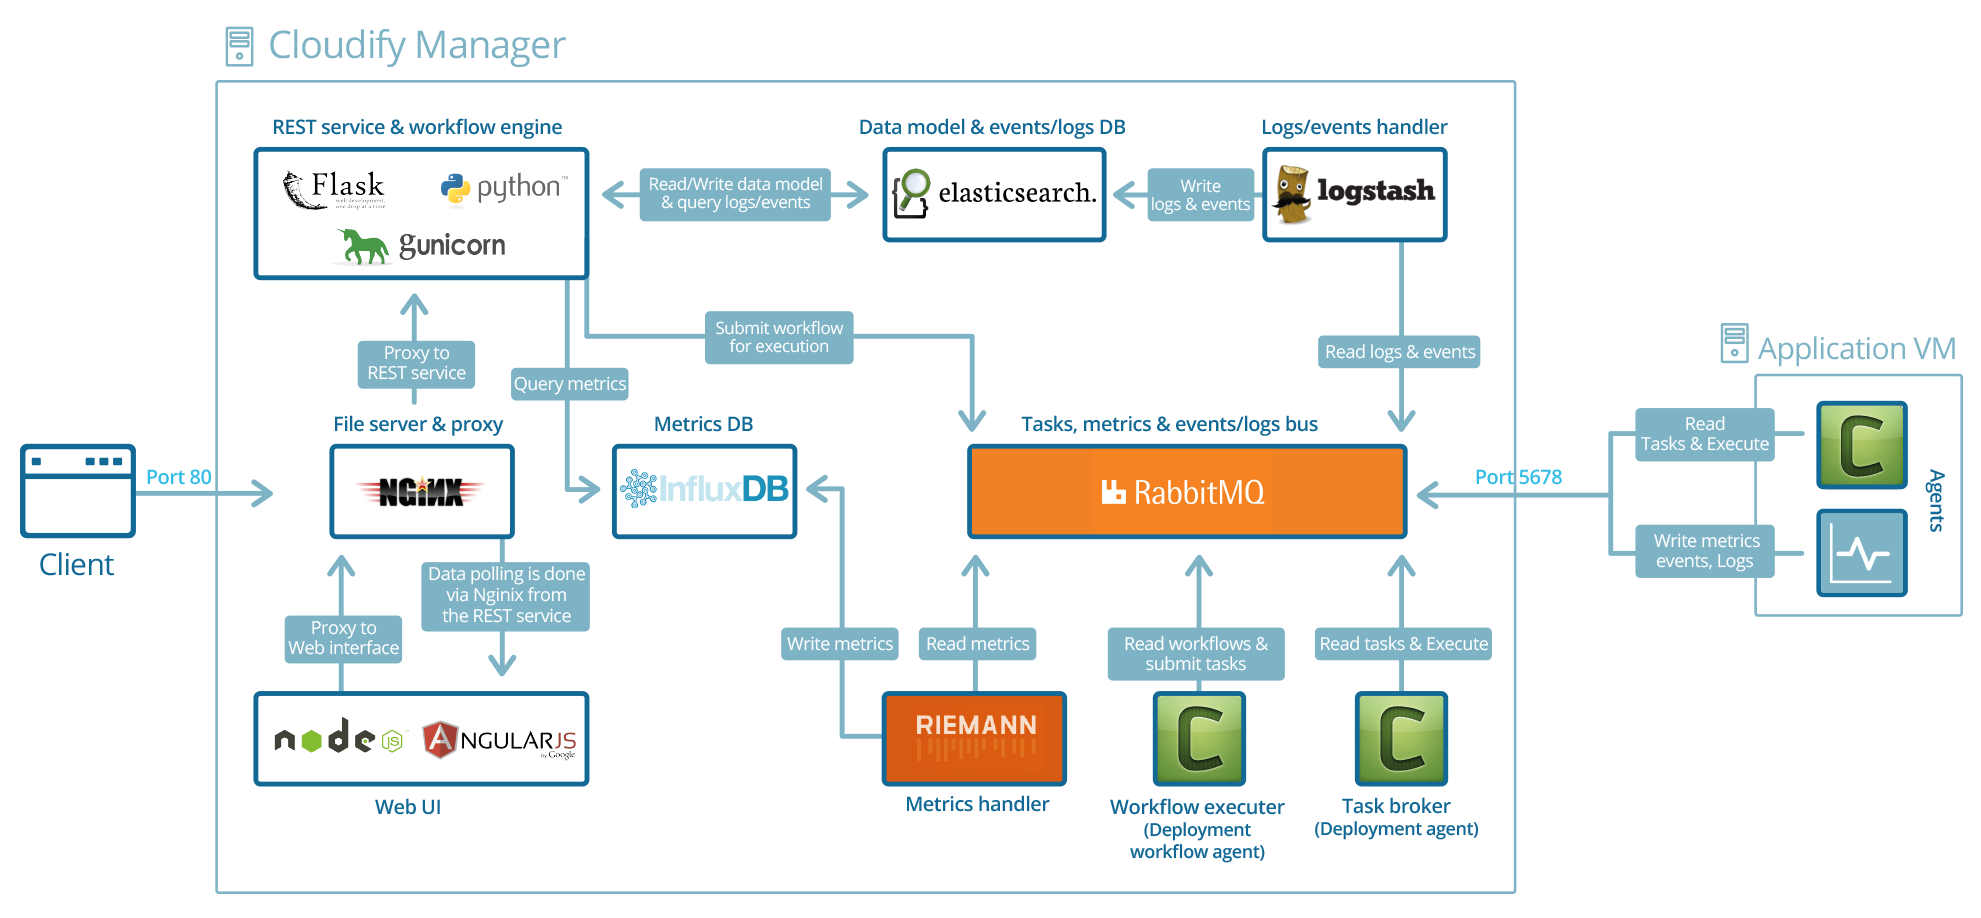 Cloudify Manager
REST service & workflow engine
Flask
web development,
one drop at a time
python™
gunicorn
Read/Write data model
& query logs/events
Data model & events/logs DB
elasticsearch.
Write
logs & events
Logs/events handler
logstash
Proxy to
REST service
Query metrics
Submit workflow
for execution
Read logs & events
Application VM
File server & proxy
NGINX
Metrics DB
InfluxDB
Tasks, metrics & events/logs bus
RabbitMQ
Port 80
Client
Port 5678
Read
Tasks & Execute
C
Write metrics
events, Logs
Agents
Data polling is done
via Nginix from
the REST service
Proxy to
Web interface
Write metrics
Read metrics
Read workflows &
submit tasks
Read tasks & Execute
node JS
ANGULARJS
by Google
Web UI
RIEMANN
Metrics handler
C
Workflow executer
(Deployment
workflow agent)
C
Task broker
(Deployment agent)